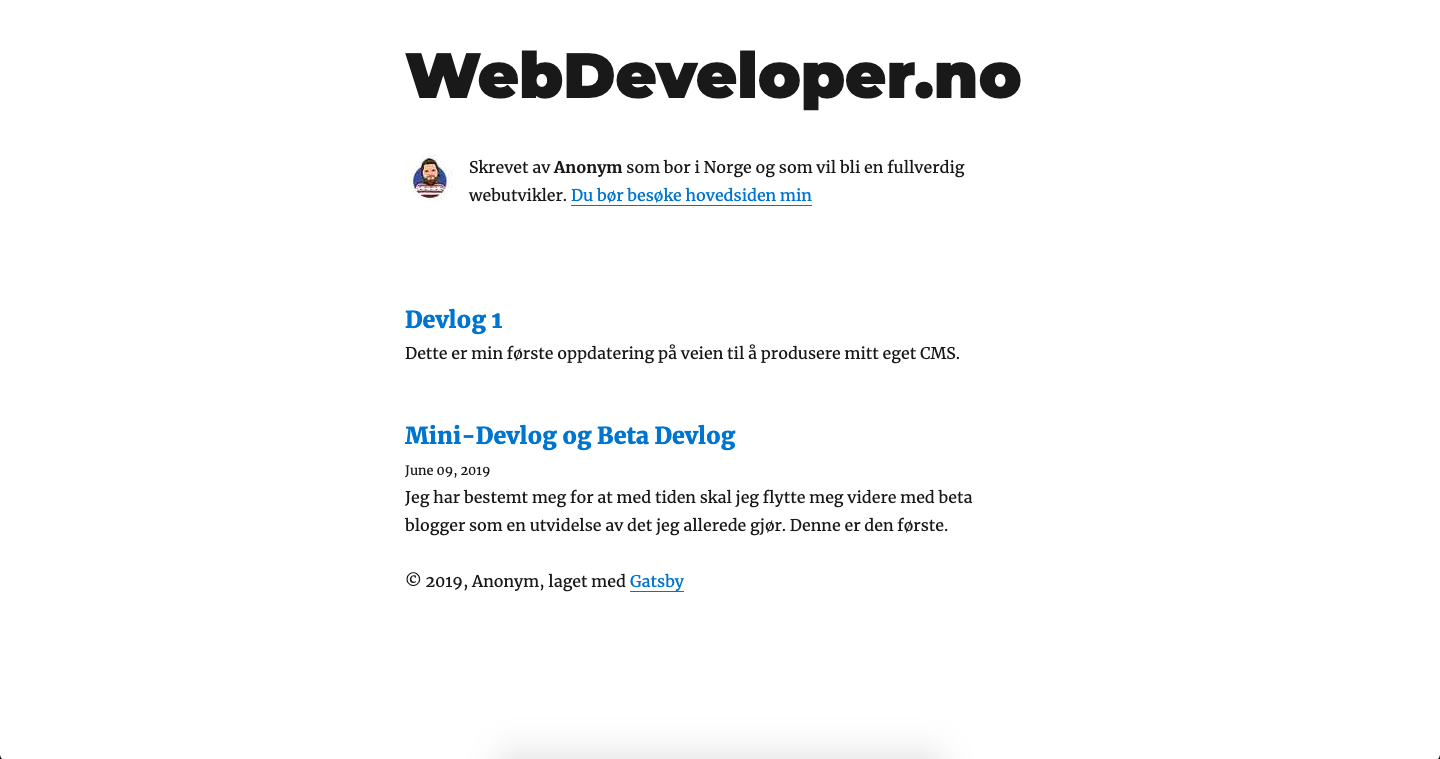 WebDeveloper.no
Skrevet av Anonym som bor i Norge og som vil bli en fullverdig
webutvikler. Du bør besøke hovedsiden min
Devlog 1
Dette er min første oppdatering på veien til å produsere mitt eget CMS.
Mini-Devlog og Beta Devlog
June 09, 2019
Jeg har bestemt meg for at med tiden skal jeg flytte meg videre med beta
blogger som en utvidelse av det jeg allerede gjør. Denne er den første.
© 2019, Anonym, laget med Gatsby